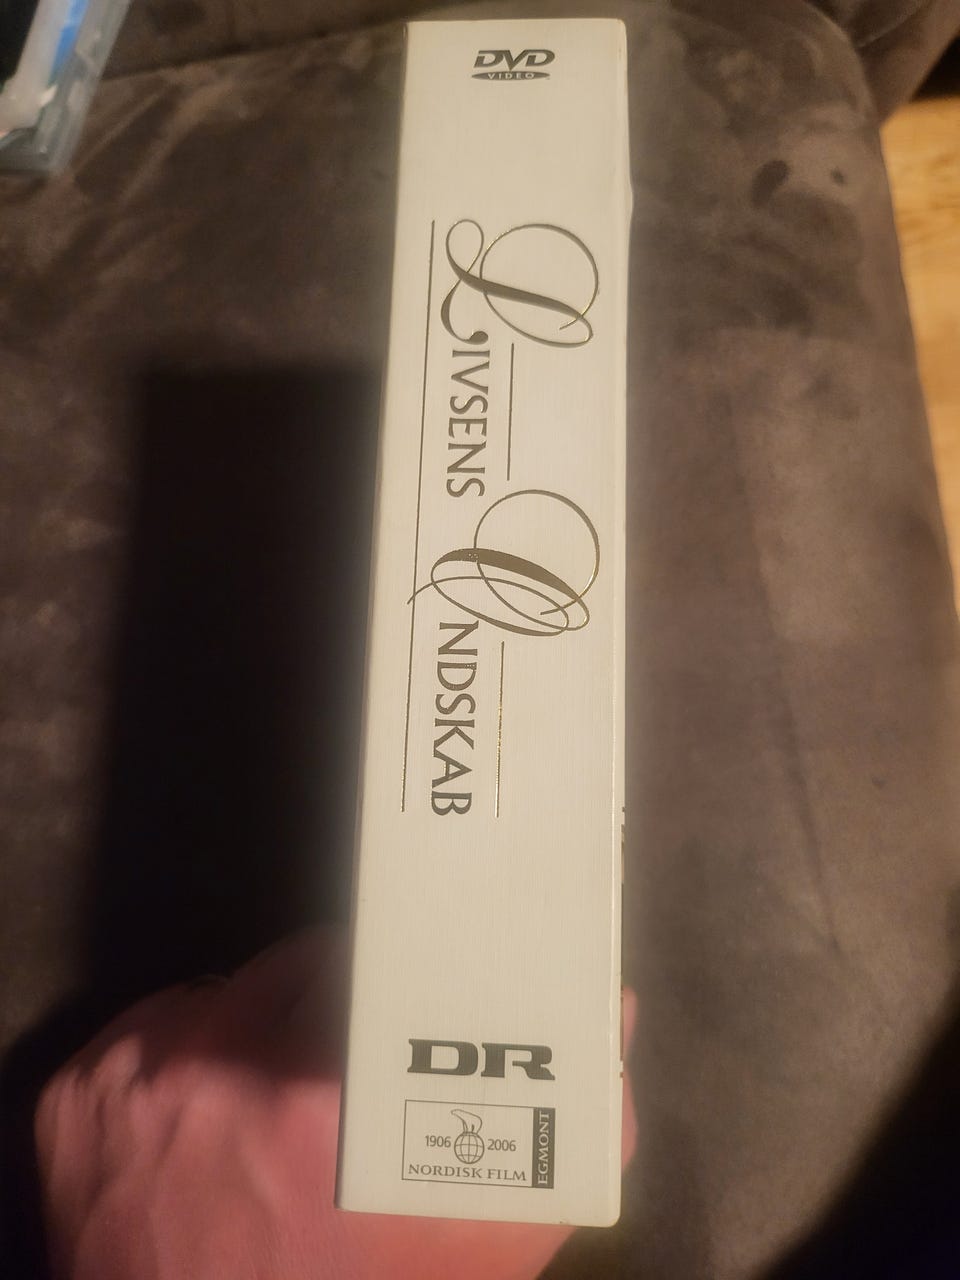 DVD
VIDEO
LIVSENS ONDSKAB
DR
1906 2006
NORDISK FILM
EGMONT